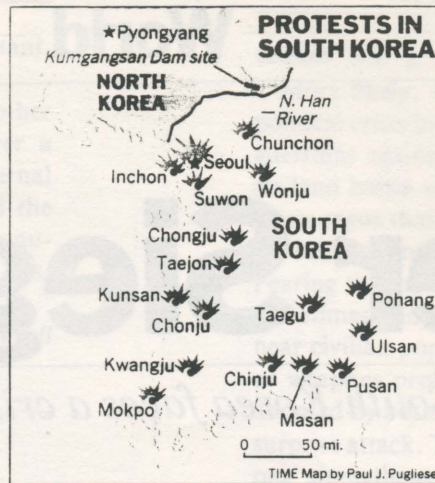 PROTESTS IN
SOUTH KOREA
Pyongyang
Kumgangsan Dam site
NORTH
KOREA
N. Han
River
Chunchon
Seoul
Inchon
Suwon
Wonju
Chongju
SOUTH
KOREA
Taejon
Kunsan
Chonju
Taegu
Pohang
Ulsan
Kwangju
Chinju
Pusan
Mokpo
Masan
0 50 mi.
TIME Map by Paul J. Pugliese